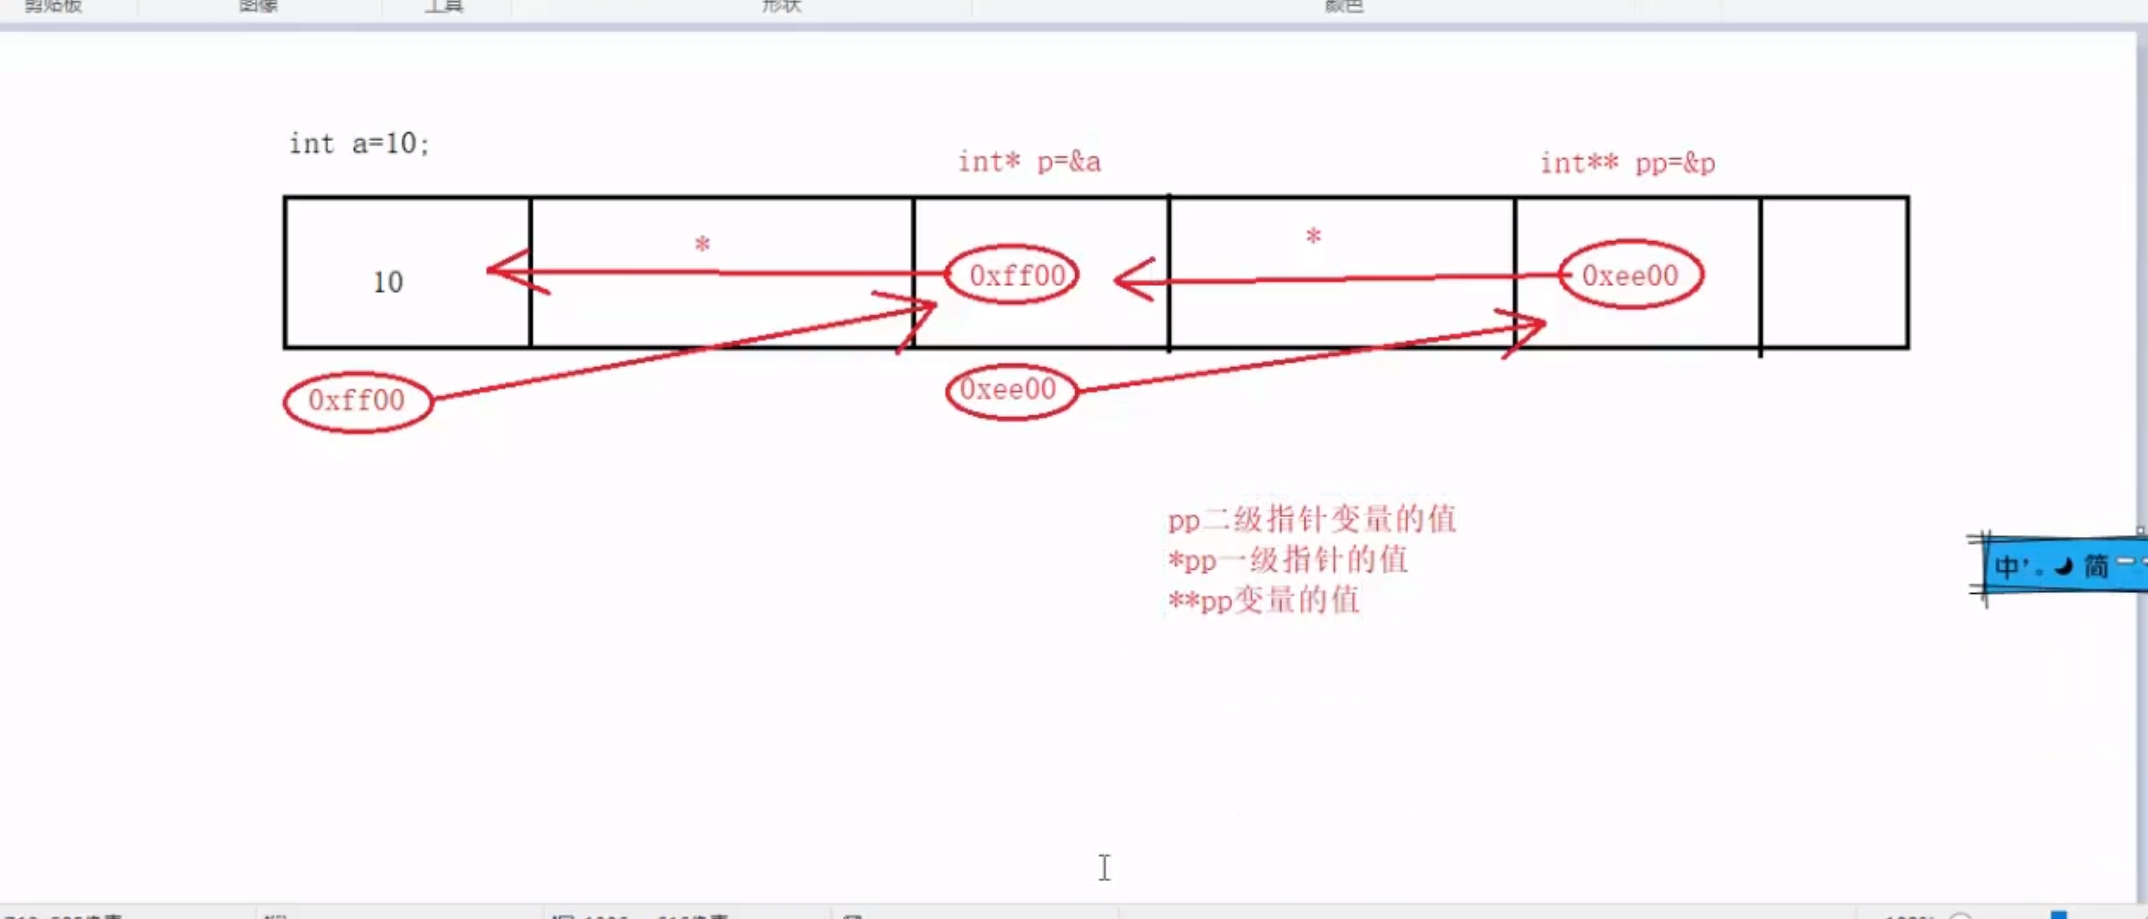 剪贴板 图像 工具 形状 颜色
int a=10;
int* p=&a
int** pp=&p
* *
10 0xff00 0xee00
0xff00 0xee00
pp二级指针变量的值
*pp一级指针的值
**pp变量的值
中 简